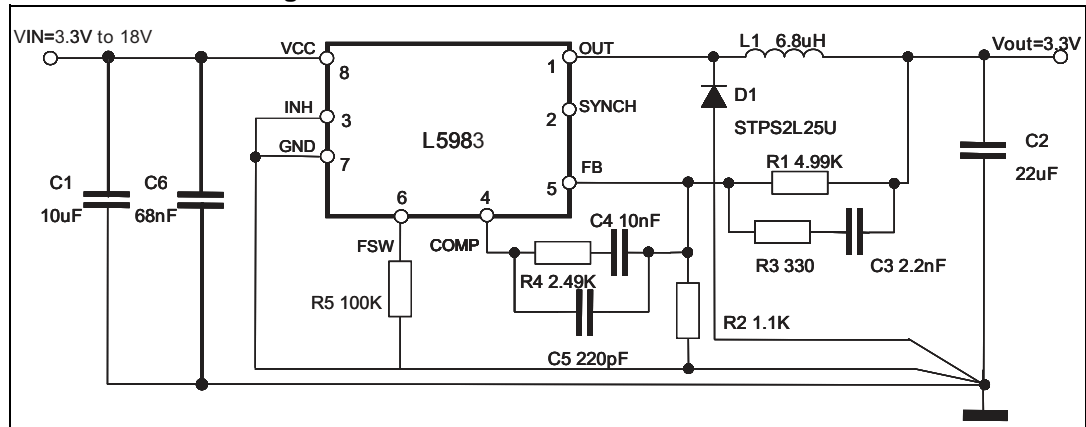 VIN=3.3V to 18V
VCC
8
INH
3
GND
7
L5983
OUT
1
SYNCH
2
FB
5
6
4
FSW
COMP
L1 6.8uH
Vout=3.3V
D1
STPS2L25U
C2
22uF
C1
10uF
C6
68nF
R1 4.99K
R3 330
C3 2.2nF
C4 10nF
R4 2.49K
R5 100K
C5 220pF
R2 1.1K